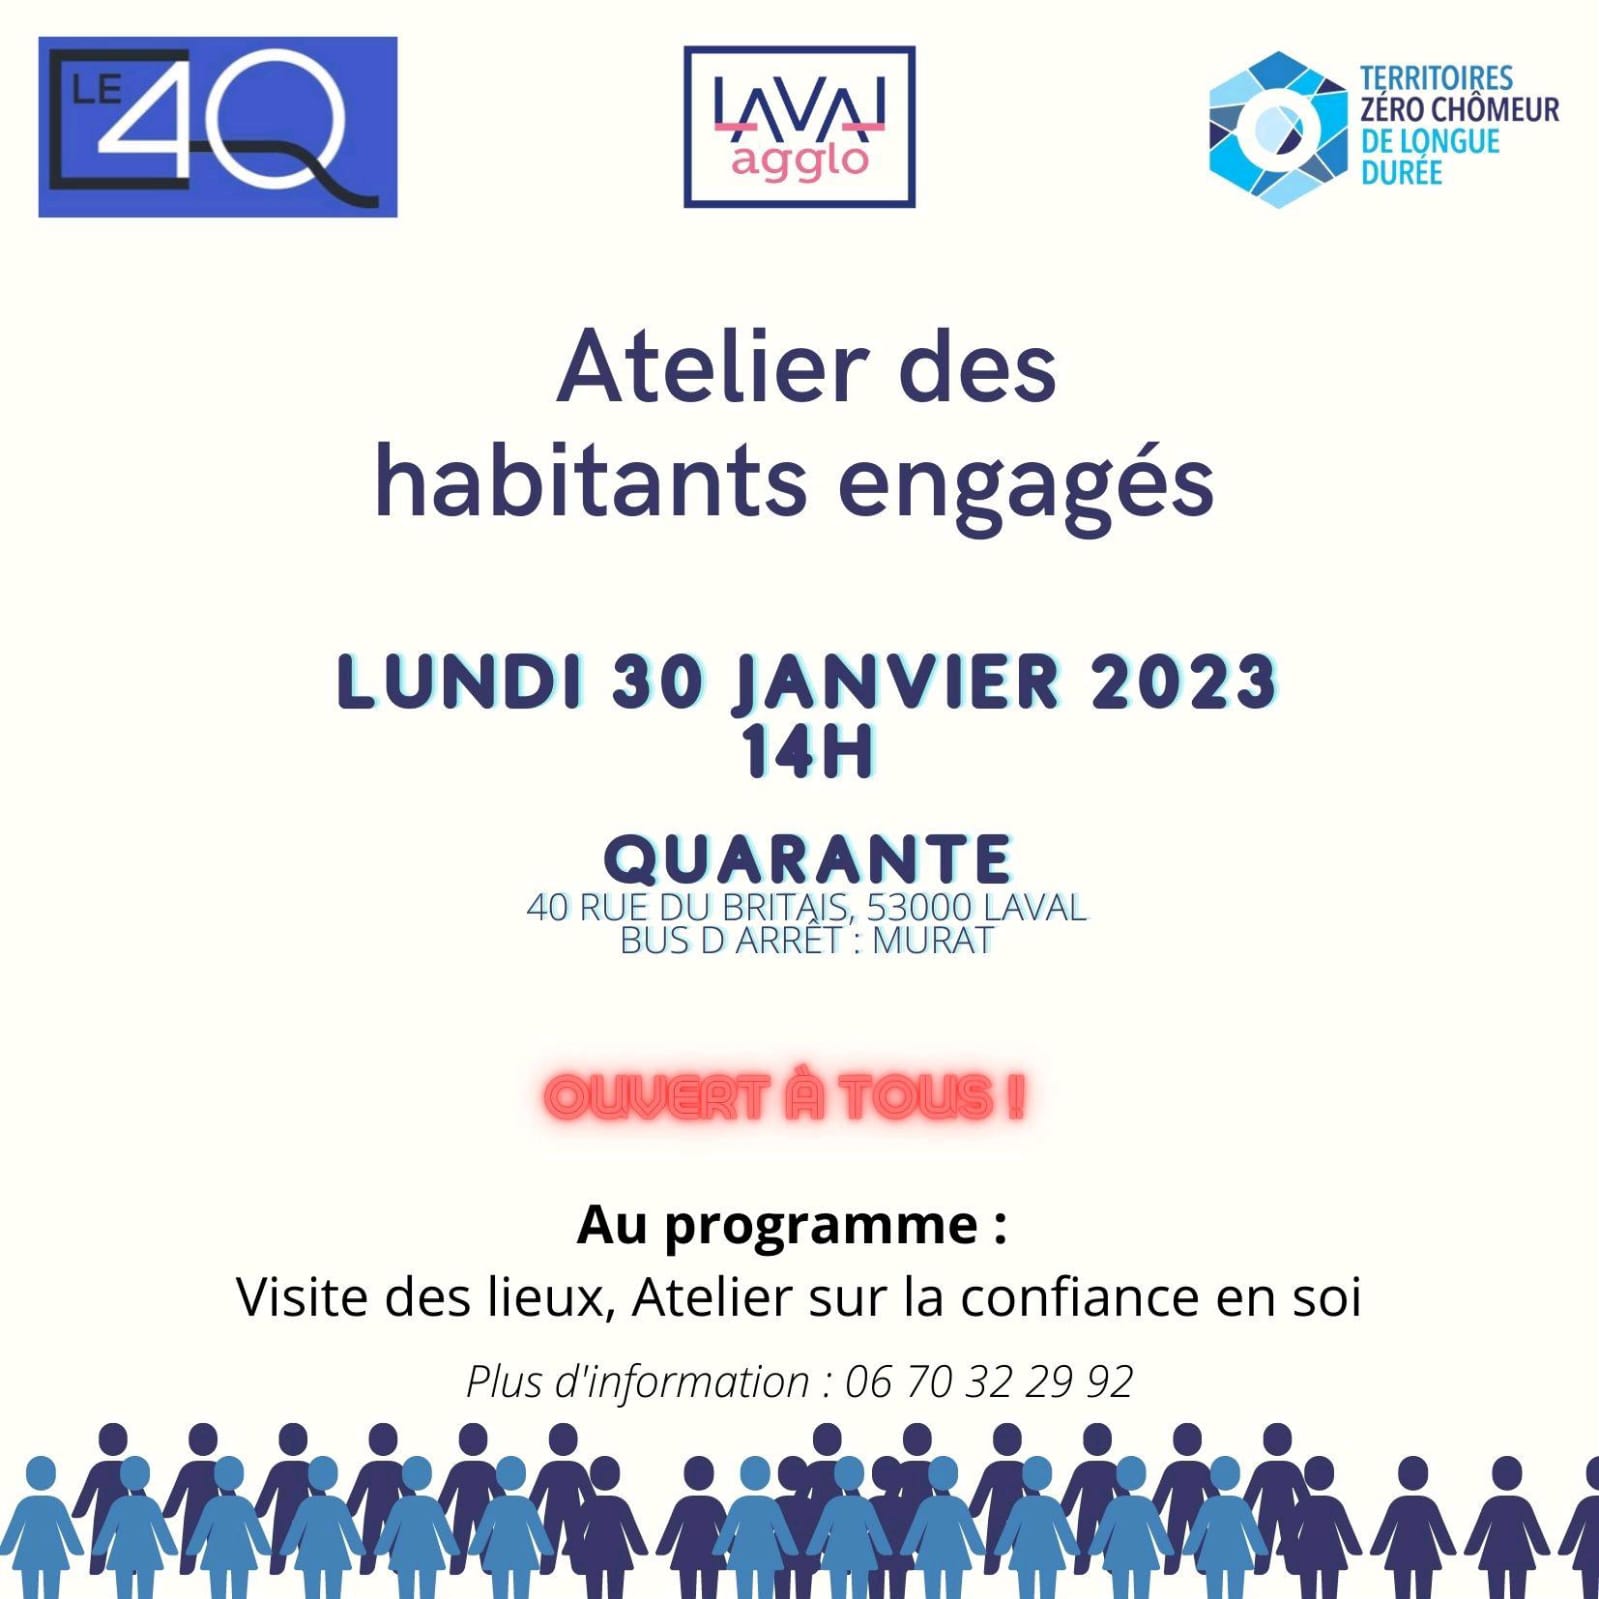 LE 4Q
LAVAL
agglo
TERRITOIRES
ZÉRO CHÔMEUR
DE LONGUE
DURÉE
Atelier des
habitants engagés
LUNDI 30 JANVIER 2023
14H
QUARANTE
40 RUE DU BRITAIS, 53000 LAVAL
BUS D ARRÊT : MURAT
OUVERT À TOUS !
Au programme :
Visite des lieux, Atelier sur la confiance en soi
Plus d'information : 06 70 32 29 92